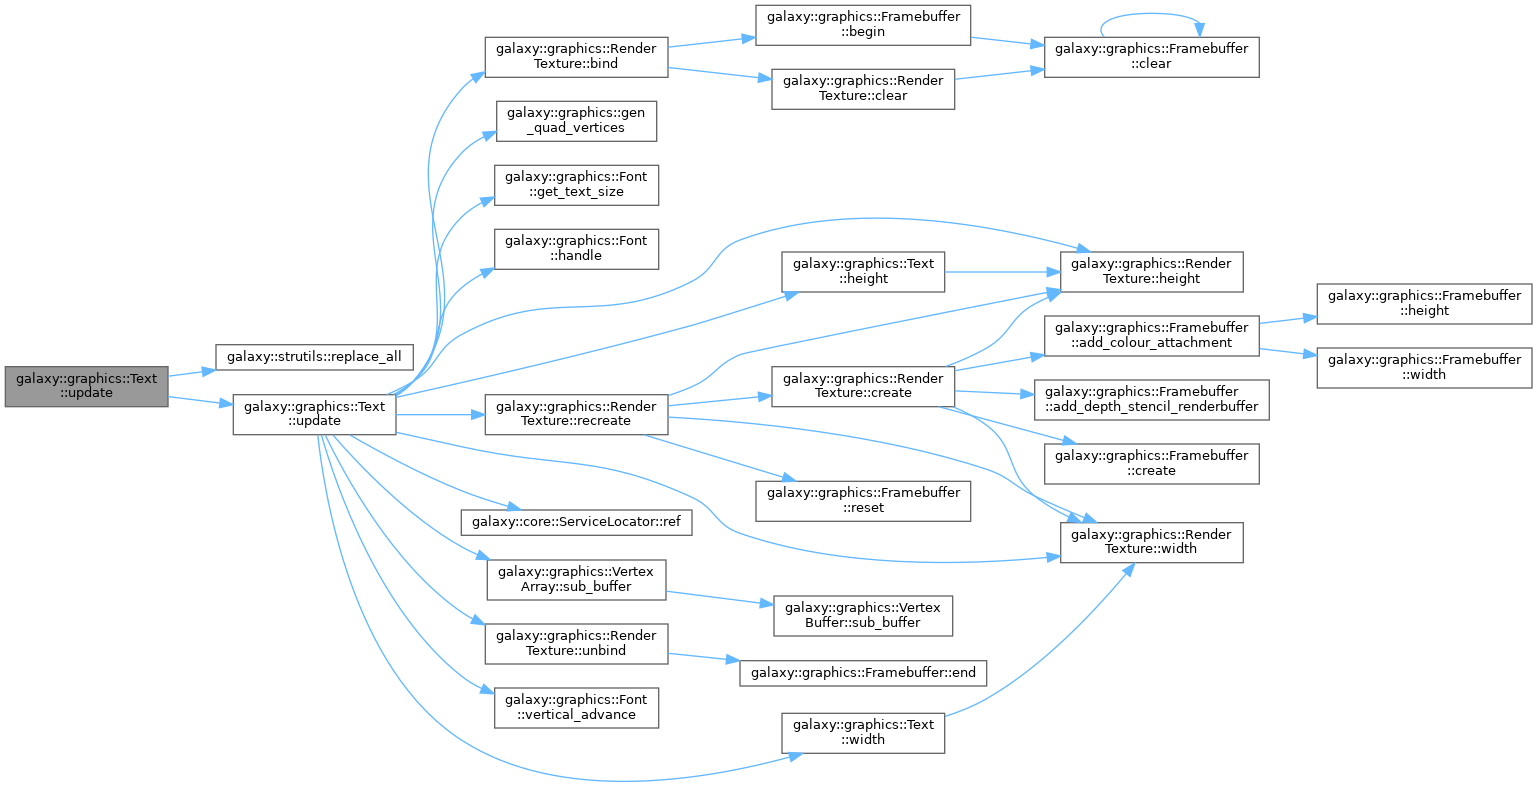 galaxy::graphics::Text
::update
galaxy::strutils::replace_all
galaxy::graphics::Text
::update
galaxy::graphics::Render
Texture::bind
galaxy::graphics::gen
_quad_vertices
galaxy::graphics::Font
::get_text_size
galaxy::graphics::Font
::handle
galaxy::graphics::Render
Texture::recreate
galaxy::core::ServiceLocator::ref
galaxy::graphics::Vertex
Array::sub_buffer
galaxy::graphics::Render
Texture::unbind
galaxy::graphics::Font
::vertical_advance
galaxy::graphics::Framebuffer
::begin
galaxy::graphics::Render
Texture::clear
galaxy::graphics::Text
::height
galaxy::graphics::Render
Texture::create
galaxy::graphics::Framebuffer
::reset
galaxy::graphics::Vertex
Buffer::sub_buffer
galaxy::graphics::Framebuffer::end
galaxy::graphics::Text
::width
galaxy::graphics::Framebuffer
::clear
galaxy::graphics::Render
Texture::height
galaxy::graphics::Framebuffer
::add_colour_attachment
galaxy::graphics::Framebuffer
::add_depth_stencil_renderbuffer
galaxy::graphics::Framebuffer
::create
galaxy::graphics::Render
Texture::width
galaxy::graphics::Framebuffer
::height
galaxy::graphics::Framebuffer
::width